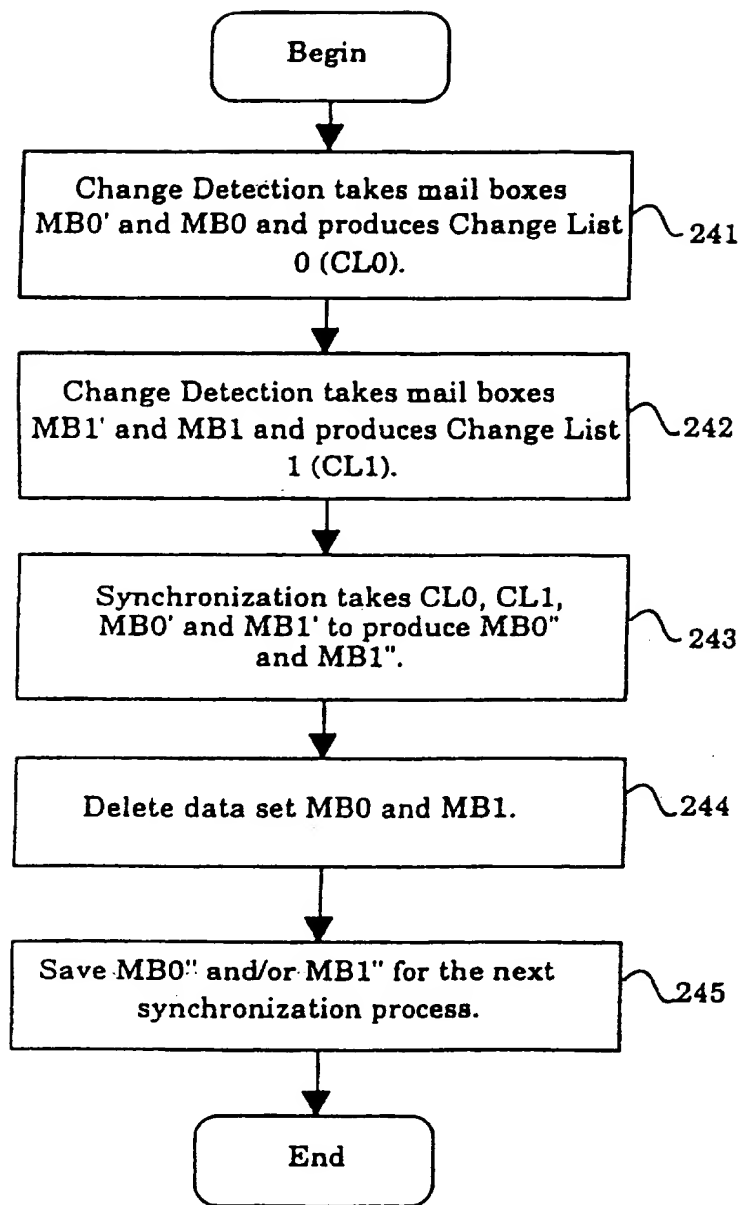 Begin
Change Detection takes mail boxes
MB0' and MB0 and produces Change List
0 (CL0).
241
Change Detection takes mail boxes
MB1' and MB1 and produces Change List
1 (CL1).
242
Synchronization takes CL0, CL1,
MB0' and MB1' to produce MB0"
and MB1".
243
Delete data set MB0 and MB1.
244
Save MB0" and/or MB1" for the next
synchronization process.
245
End